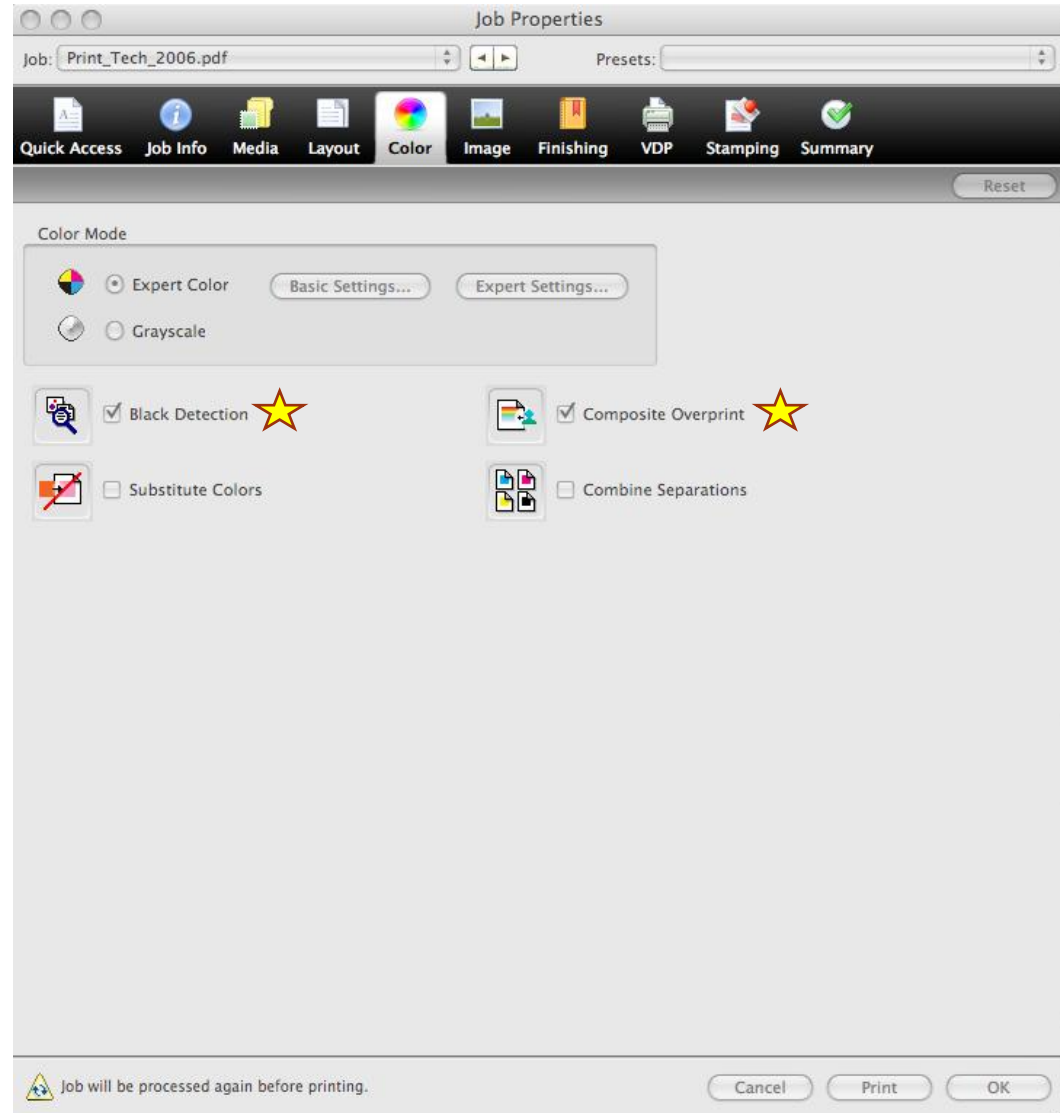 Job Properties
Job: Print_Tech_2006.pdf Presets:
Quick Access Job Info Media Layout Color Image Finishing VDP Stamping Summary
Reset
Color Mode
Expert Color Basic Settings... Expert Settings...
Grayscale
Black Detection Composite Overprint
Substitute Colors Combine Separations
Job will be processed again before printing. Cancel Print OK